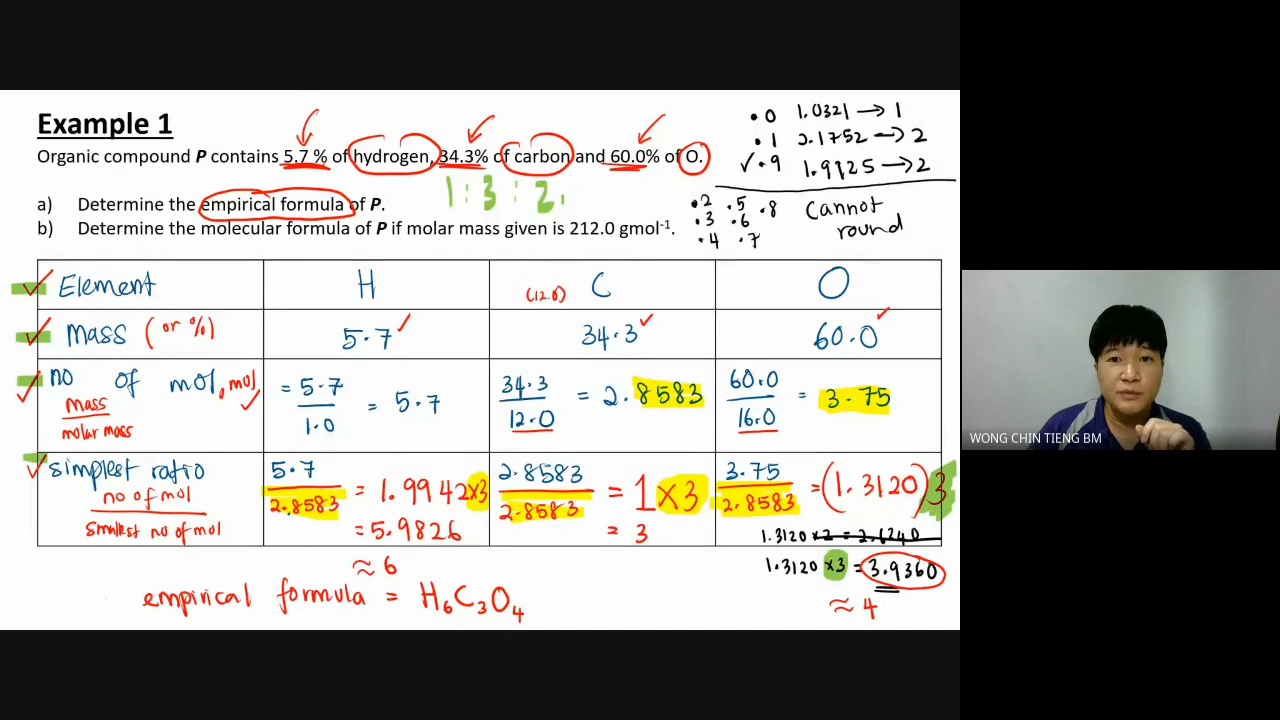 Example 1
Organic compound P contains 5.7 % of hydrogen, 34.3% of carbon and 60.0% of O.
1 : 3 : 2.
a) Determine the empirical formula of P.
b) Determine the molecular formula of P if molar mass given is 212.0 gmol⁻¹.
.0 1.0321 → 1
.1 2.1752 → 2
✓ .9 1.9925 → 2
.2 .5 .8 Cannot
.3 .6 round
.4 .7
✓ Element H (12.0) C O
✓ Mass (or %) 5.7 ✓ 34.3 ✓ 60.0 ✓
✓ no of mol, mol ✓ = 5.7/1.0 = 5.7 34.3/12.0 = 2.8583 60.0/16.0 = 3.75
mass/molar mass
✓ simplest ratio 5.7/2.8583 = 1.9942 x3 2.8583/2.8583 = 1 x3 3.75/2.8583 = (1.3120)3
no of mol/smallest no of mol = 5.9826 = 3 1.3120 x2 = 2.6240
≈ 6 1.3120 x3 = 3.9360
empirical formula = H₆C₃O₄ ≈ 4
WONG CHIN TIENG BM